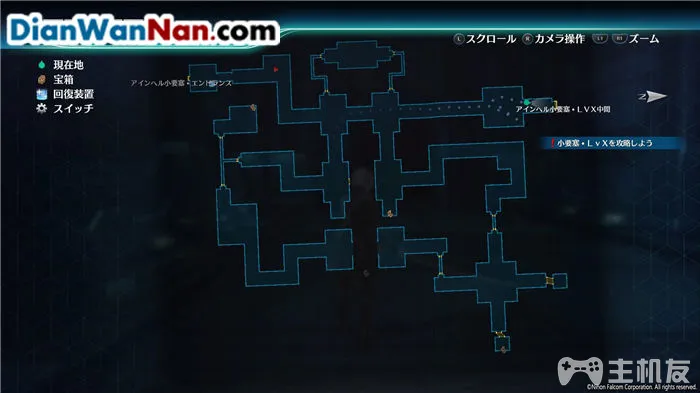 DianWanNan.com
L スクロール R カメラ操作 L1 R1 ズーム
現在地
宝箱
回復装置
スイッチ
アインヘル小要塞・エントランス
アインヘル小要塞・LVX中間
N
小要塞・LvXを攻略しよう
主机友
©Nihon Falcom Corporation. All rights reserved.